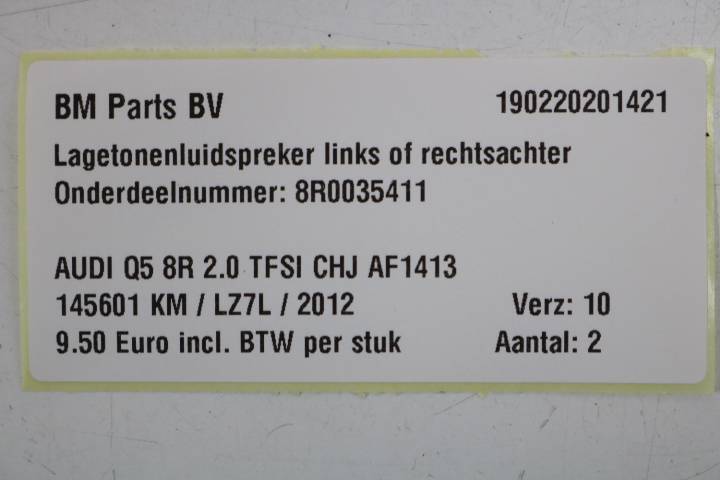 BM Parts BV 190220201421
Lagetonenluidspreker links of rechtsachter
Onderdeelnummer: 8R0035411
AUDI Q5 8R 2.0 TFSI CHJ AF1413
145601 KM / LZ7L / 2012 Verz: 10
9.50 Euro incl. BTW per stuk Aantal: 2